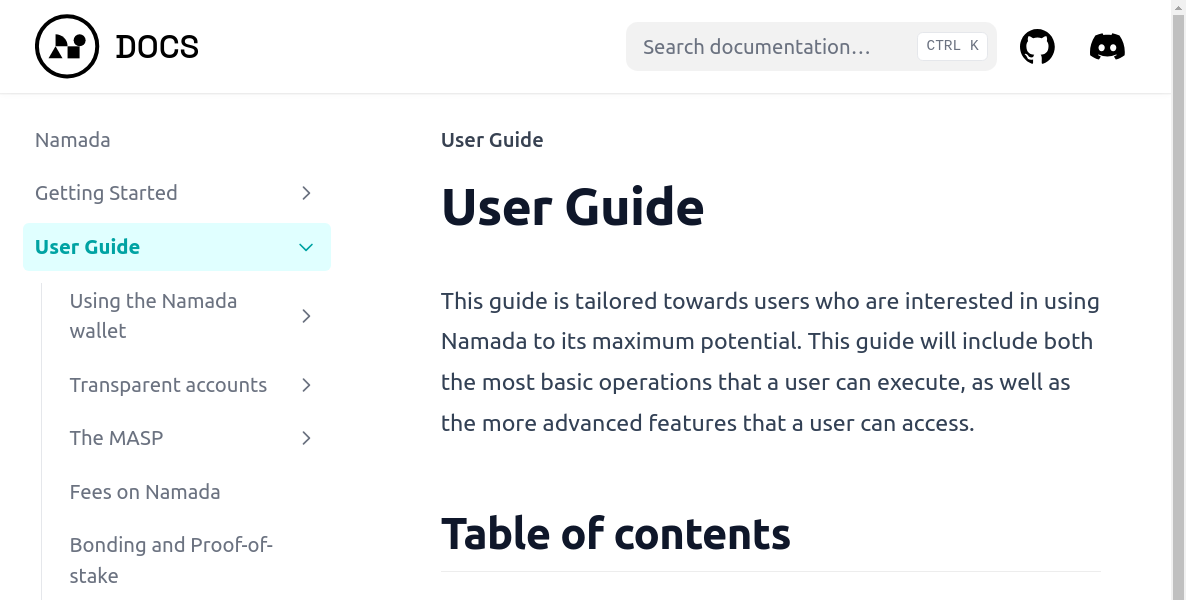 DOCS
Search documentation…
CTRL K
Namada
Getting Started
User Guide
Using the Namada
wallet
Transparent accounts
The MASP
Fees on Namada
Bonding and Proof-of-
stake
User Guide
User Guide
This guide is tailored towards users who are interested in using
Namada to its maximum potential. This guide will include both
the most basic operations that a user can execute, as well as
the more advanced features that a user can access.
Table of contents